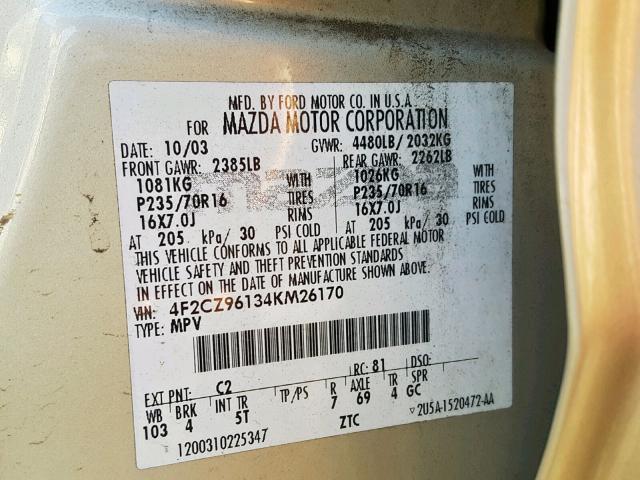 MFD. BY FORD MOTOR CO. IN U.S.A.
FOR MAZDA MOTOR CORPORATION
DATE: 10/03 GVWR: 4480LB/ 2032KG
FRONT GAWR: 2385LB REAR GAWR: 2262LB
1081KG WITH 1026KG WITH
P235/70R16 TIRES P235/70R16 TIRES
16X7.0J RIMS 16X7.0J RIMS
AT 205 kPa/ 30 PSI COLD AT 205 kPa/ 30 PSI COLD
THIS VEHICLE CONFORMS TO ALL APPLICABLE FEDERAL MOTOR
VEHICLE SAFETY AND THEFT PREVENTION STANDARDS
IN EFFECT ON THE DATE OF MANUFACTURE SHOWN ABOVE.
VIN: 4F2CZ96134KM26170
TYPE: MPV
EXT PNT: C2 RC: 81 DSO:
WB BRK INT TR TP/PS R AXLE TR SPR
103 4 5T 7 69 4 GC
1200310225347 ZTC ▽ 2U5A-1520472-AA